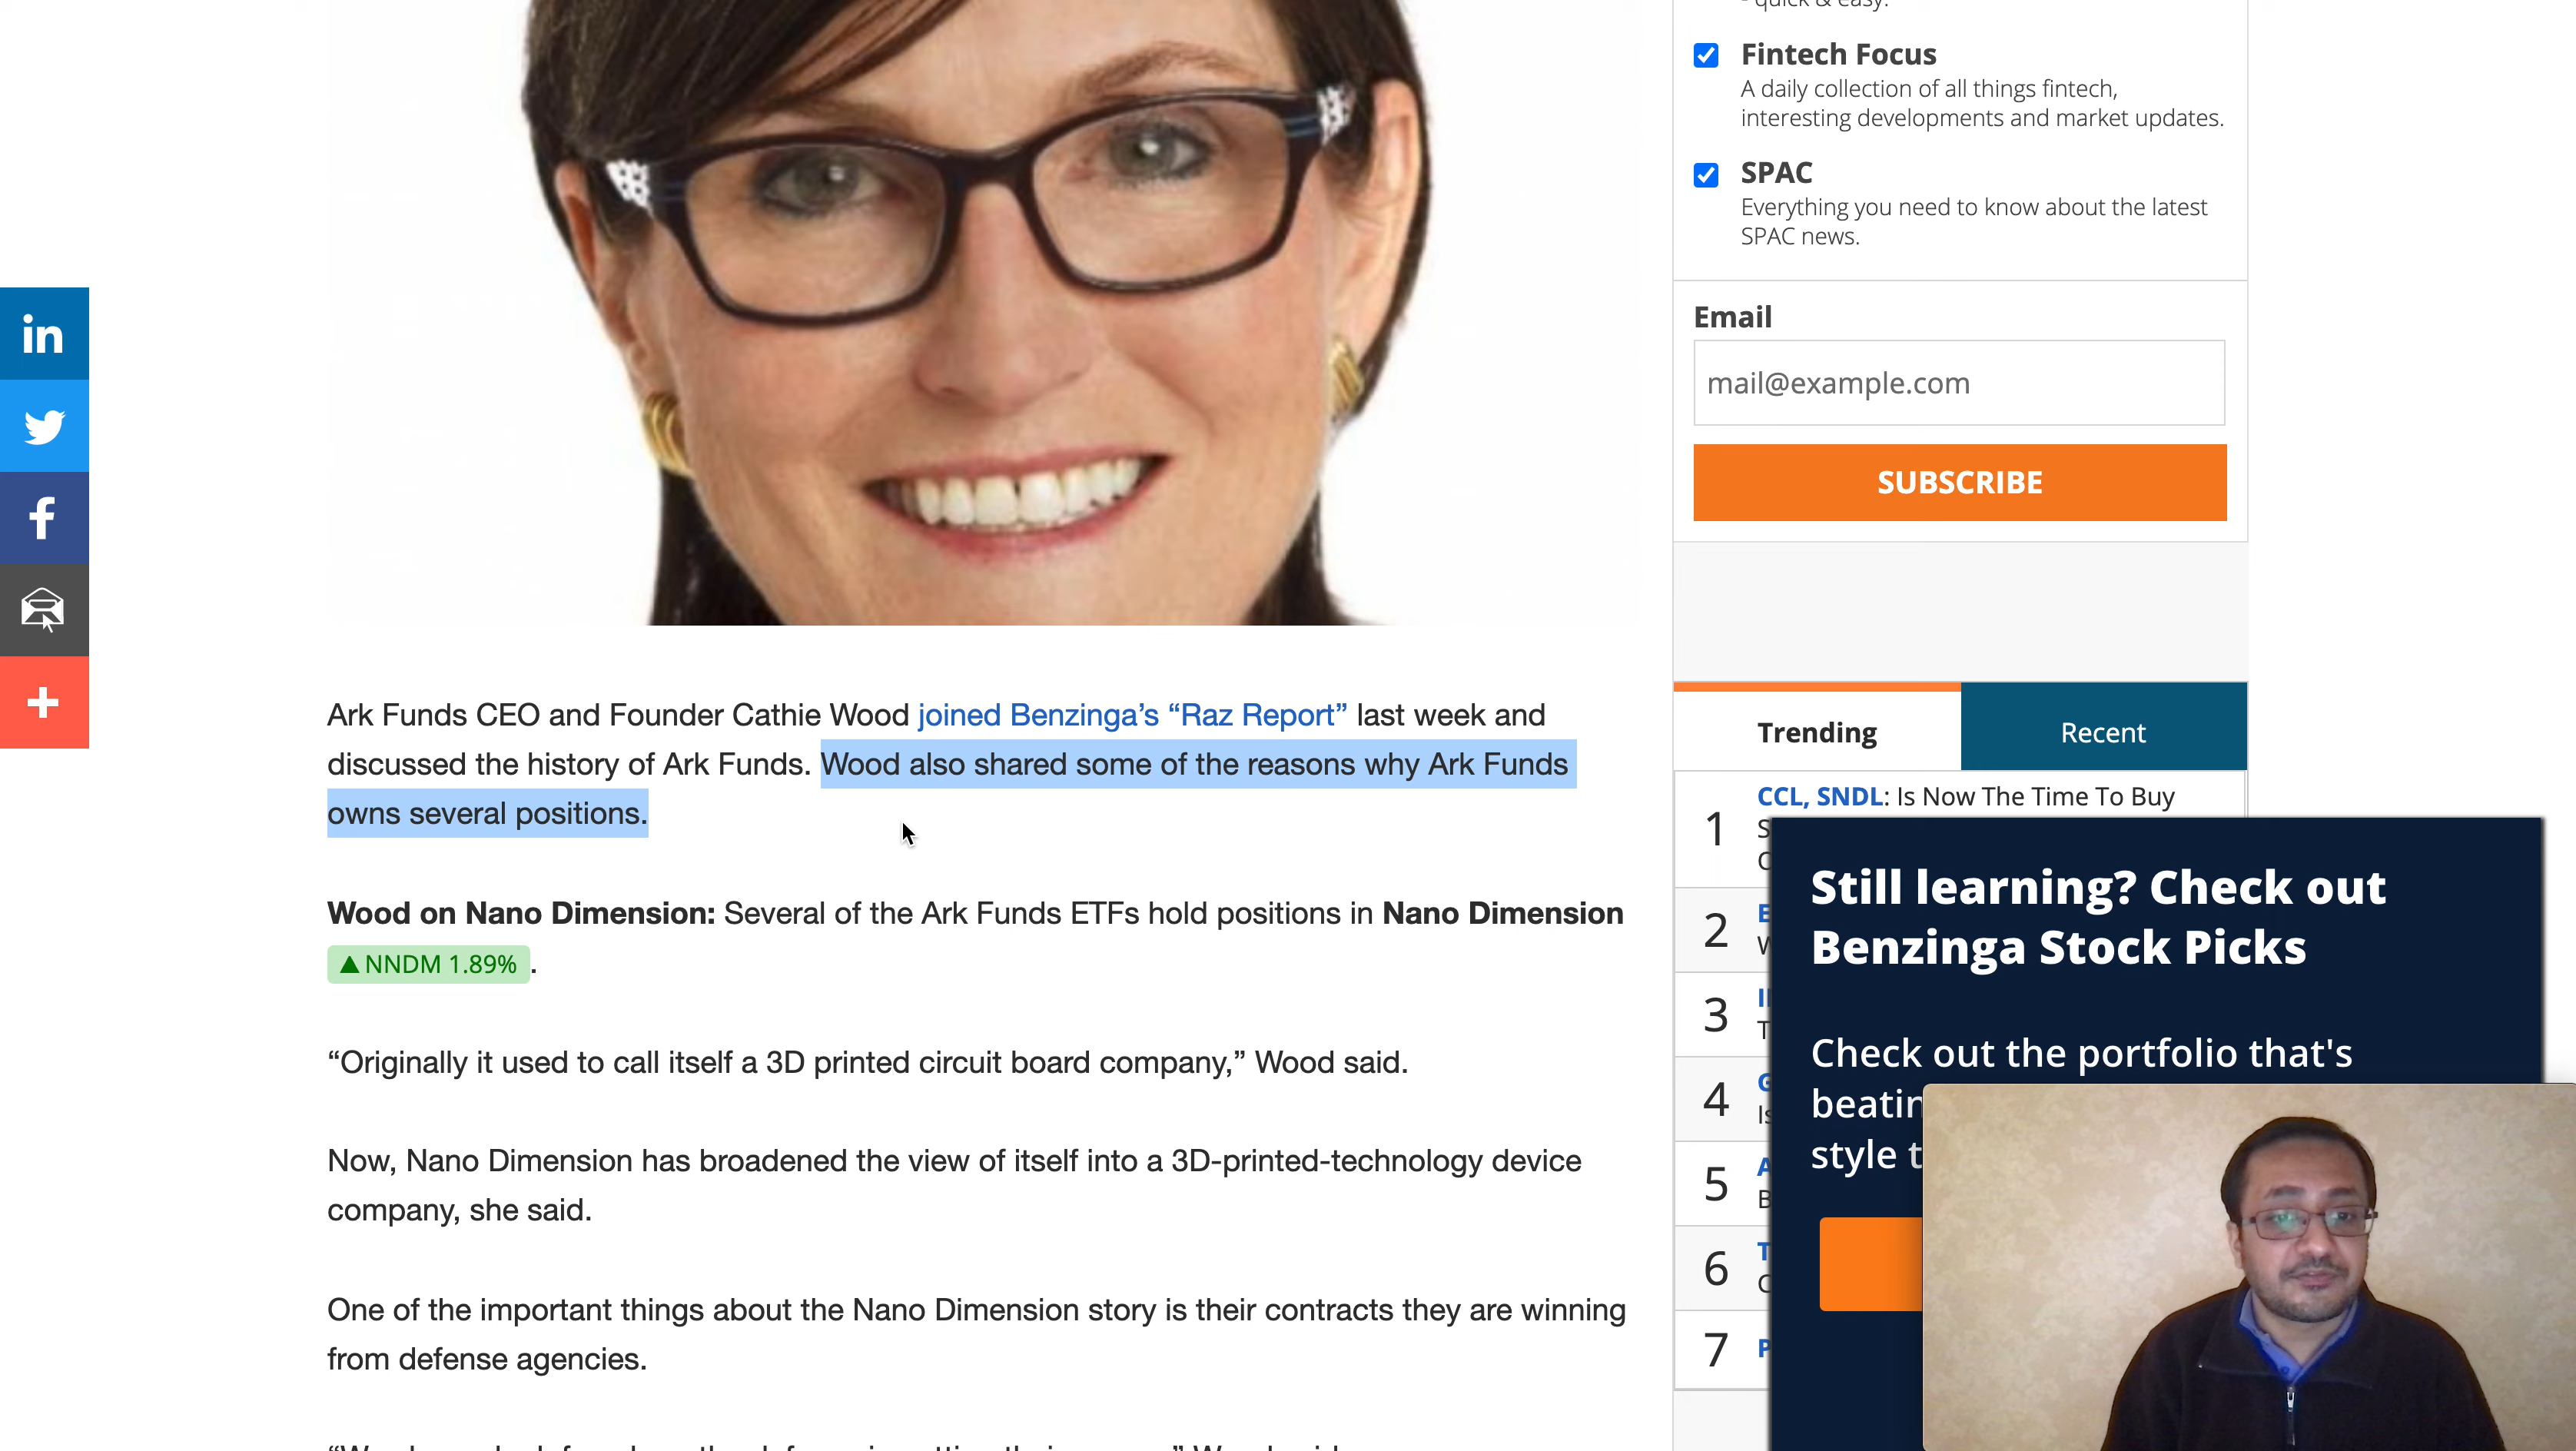 Fintech Focus
A daily collection of all things fintech,
interesting developments and market updates.
SPAC
Everything you need to know about the latest
SPAC news.
Email
mail@example.com
SUBSCRIBE
in
f
Ark Funds CEO and Founder Cathie Wood joined Benzinga’s “Raz Report” last week and
discussed the history of Ark Funds. Wood also shared some of the reasons why Ark Funds
owns several positions.
Wood on Nano Dimension: Several of the Ark Funds ETFs hold positions in Nano Dimension
▲ NNDM 1.89% .
“Originally it used to call itself a 3D printed circuit board company,” Wood said.
Now, Nano Dimension has broadened the view of itself into a 3D-printed-technology device
company, she said.
One of the important things about the Nano Dimension story is their contracts they are winning
from defense agencies.
Trending
Recent
1
CCL, SNDL: Is Now The Time To Buy
2
3
4
5
6
7
Still learning? Check out
Benzinga Stock Picks
Check out the portfolio that's
style